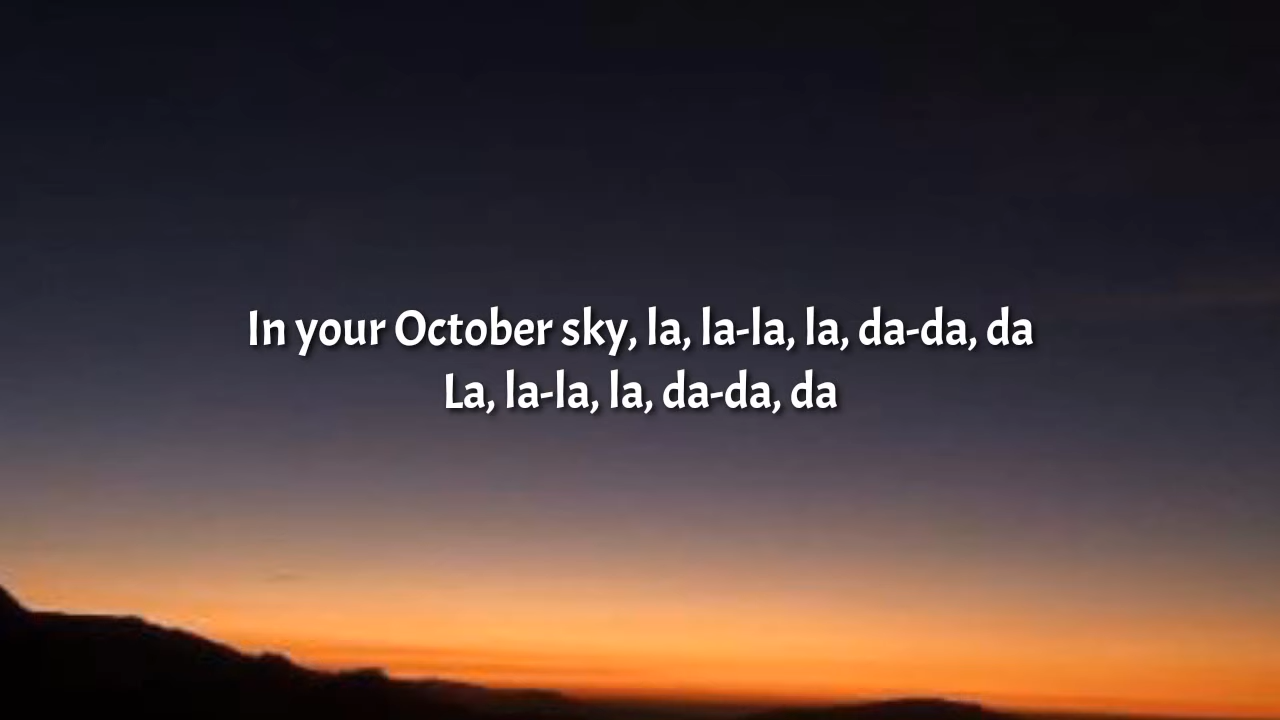 In your October sky, la, la-la, la, da-da, da
La, la-la, la, da-da, da